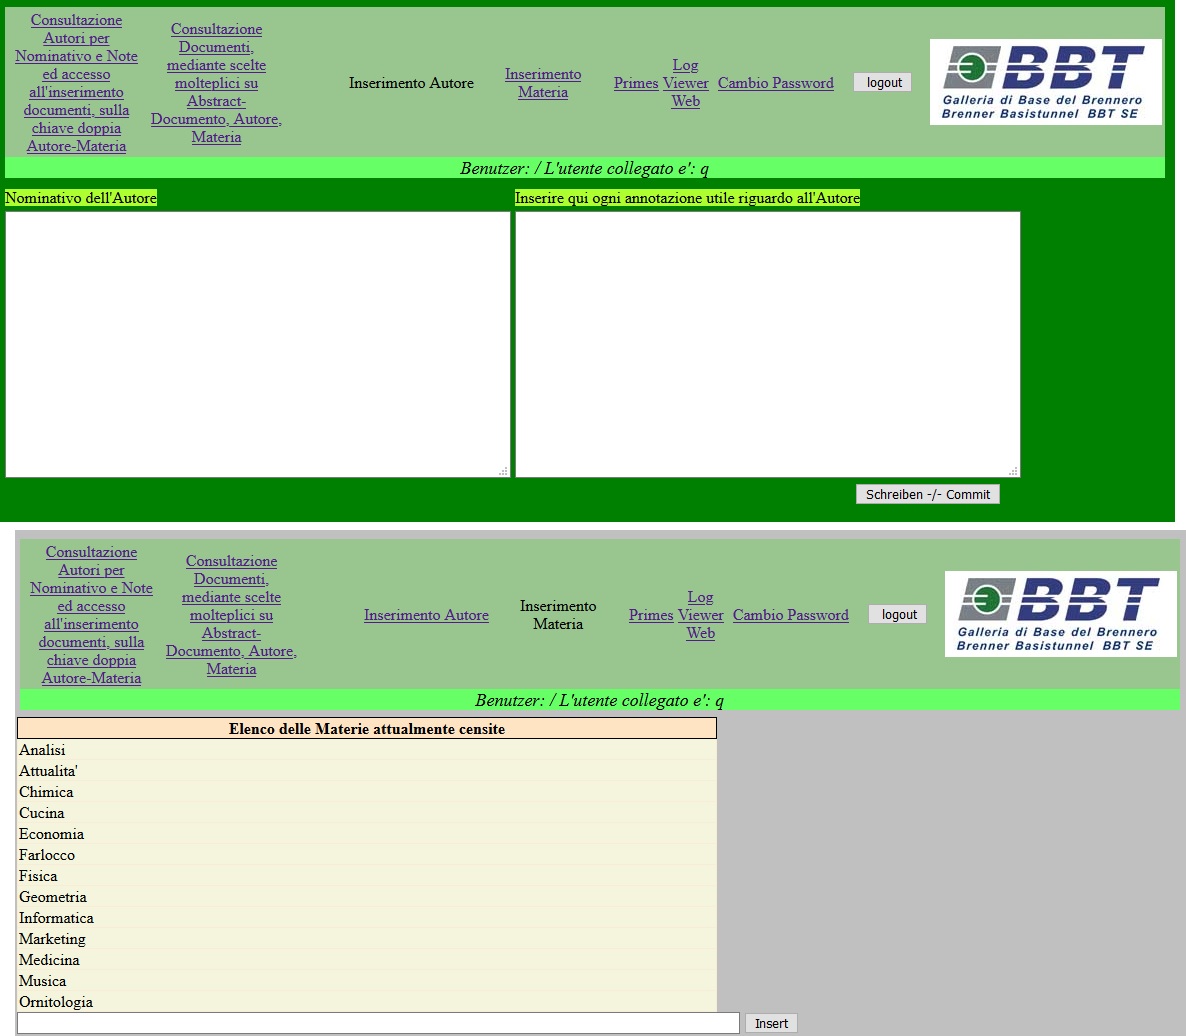 Consultazione
Autori per
Nominativo e Note
ed accesso
all'inserimento
documenti, sulla
chiave doppia
Autore-Materia
Consultazione
Documenti,
mediante scelte
molteplici su
Abstract-
Documento, Autore,
Materia
Inserimento Autore
Inserimento
Materia
Primes
Log
Viewer
Web
Cambio Password
logout
BBT
Galleria di Base del Brennero
Brenner Basistunnel BBT SE
Benutzer: / L'utente collegato e': q
Nominativo dell'Autore
Inserire qui ogni annotazione utile riguardo all'Autore
Schreiben -/- Commit
Consultazione
Autori per
Nominativo e Note
ed accesso
all'inserimento
documenti, sulla
chiave doppia
Autore-Materia
Consultazione
Documenti,
mediante scelte
molteplici su
Abstract-
Documento, Autore,
Materia
Inserimento Autore
Inserimento
Materia
Primes
Log
Viewer
Web
Cambio Password
logout
BBT
Galleria di Base del Brennero
Brenner Basistunnel BBT SE
Benutzer: / L'utente collegato e': q
Elenco delle Materie attualmente censite
Analisi
Attualita'
Chimica
Cucina
Economia
Farlocco
Fisica
Geometria
Informatica
Marketing
Medicina
Musica
Ornitologia
Insert